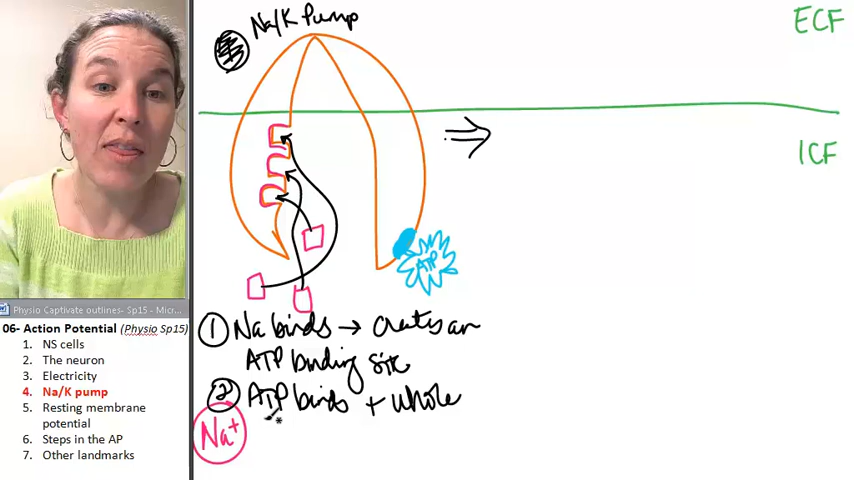 Na/K Pump
ECF
ICF
ATP
① Na binds → creates an
ATP binding site
② ATP binds + whole
Na+
Physio Captivate outlines- Sp15 - Micr...
06- Action Potential (Physio Sp15)
1. NS cells
2. The neuron
3. Electricity
4. Na/K pump
5. Resting membrane
potential
6. Steps in the AP
7. Other landmarks